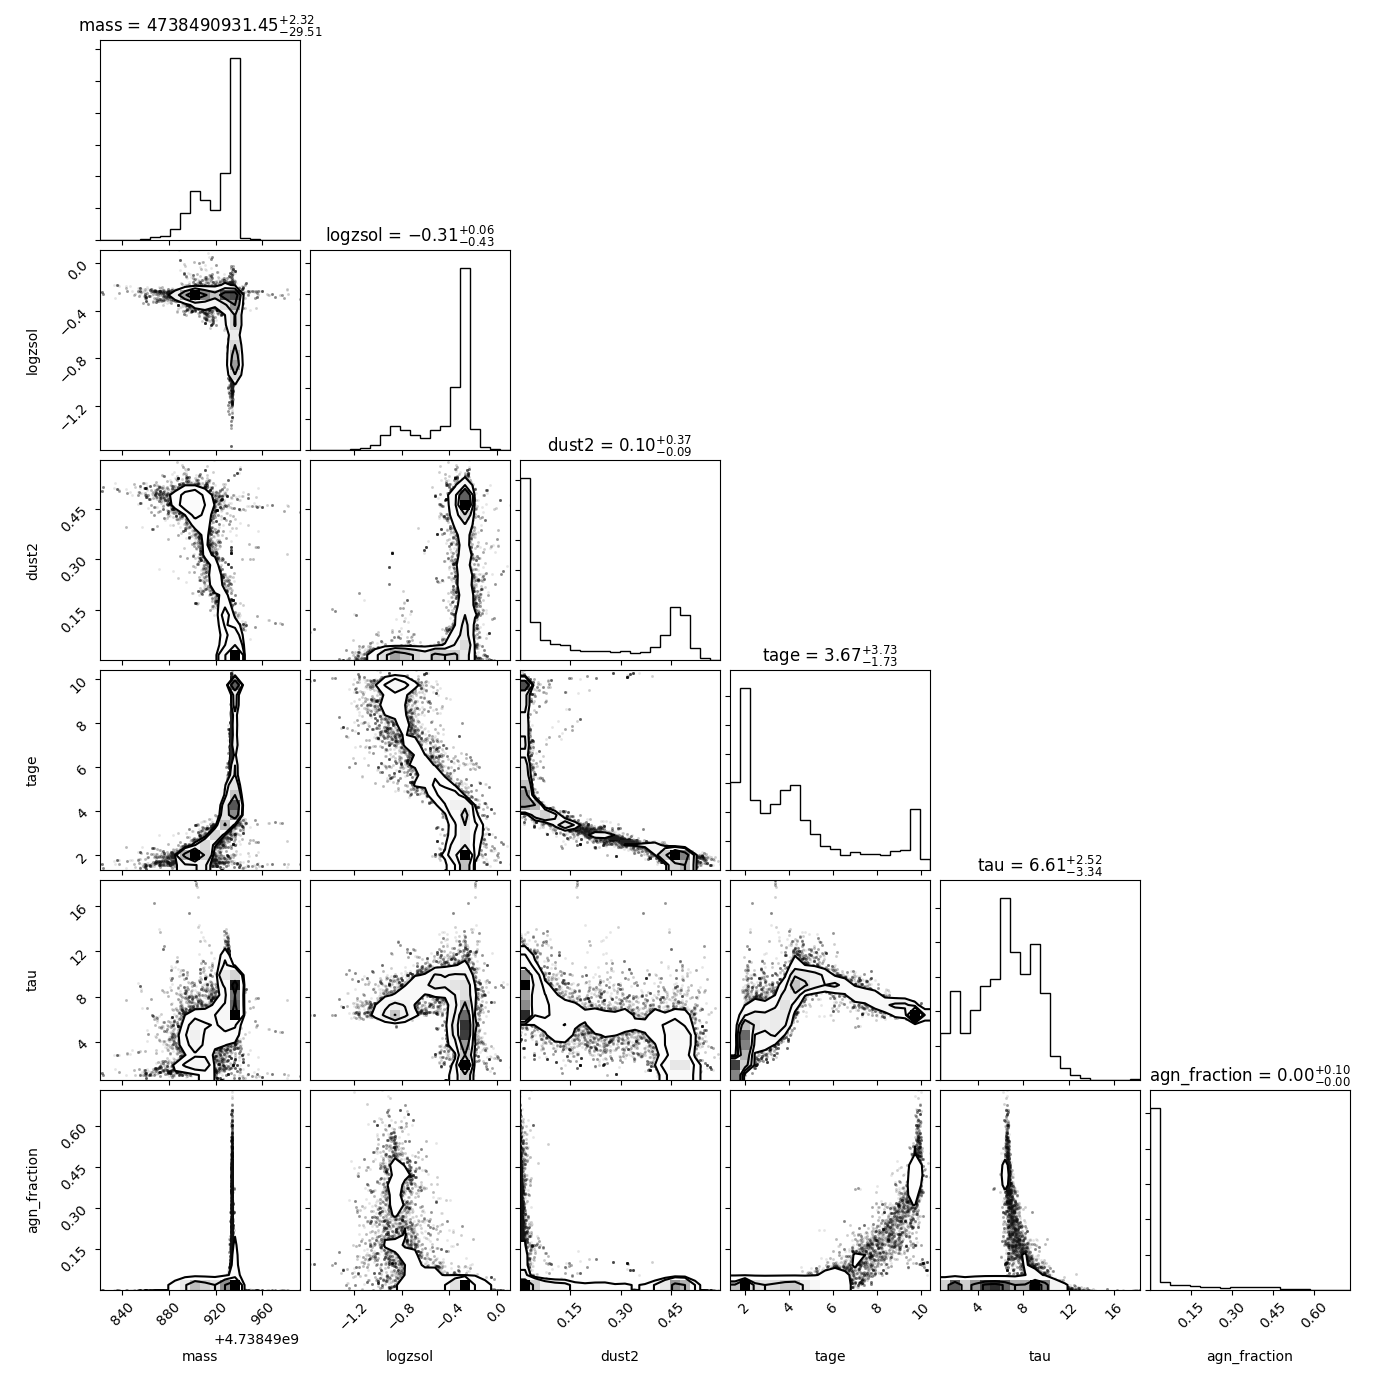 mass = 4738490931.45+2.32 −29.51
logzsol = −0.31+0.06 −0.43
0.0
−0.4
−0.8
−1.2
logzsol
dust2 = 0.10+0.37 −0.09
0.45
0.30
0.15
dust2
tage = 3.67+3.73 −1.73
10
8
6
4
2
tage
tau = 6.61+2.52 −3.34
16
12
8
4
tau
agn_fraction = 0.00+0.10 −0.00
0.60
0.45
0.30
0.15
agn_fraction
840 880 920 960 −1.2 −0.8 −0.4 0.0 0.15 0.30 0.45 2 4 6 8 10 4 8 12 16 0.15 0.30 0.45 0.60
+4.73849e9
mass logzsol dust2 tage tau agn_fraction